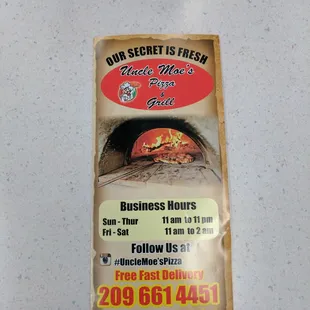 OUR SECRET IS FRESH
Uncle Moe's
Pizza
&
Grill
Business Hours
Sun - Thur 11 am to 11 pm
Fri - Sat 11 am to 2 am
Follow Us at
#UncleMoe'sPizza
Free Fast Delivery
209 661 4451